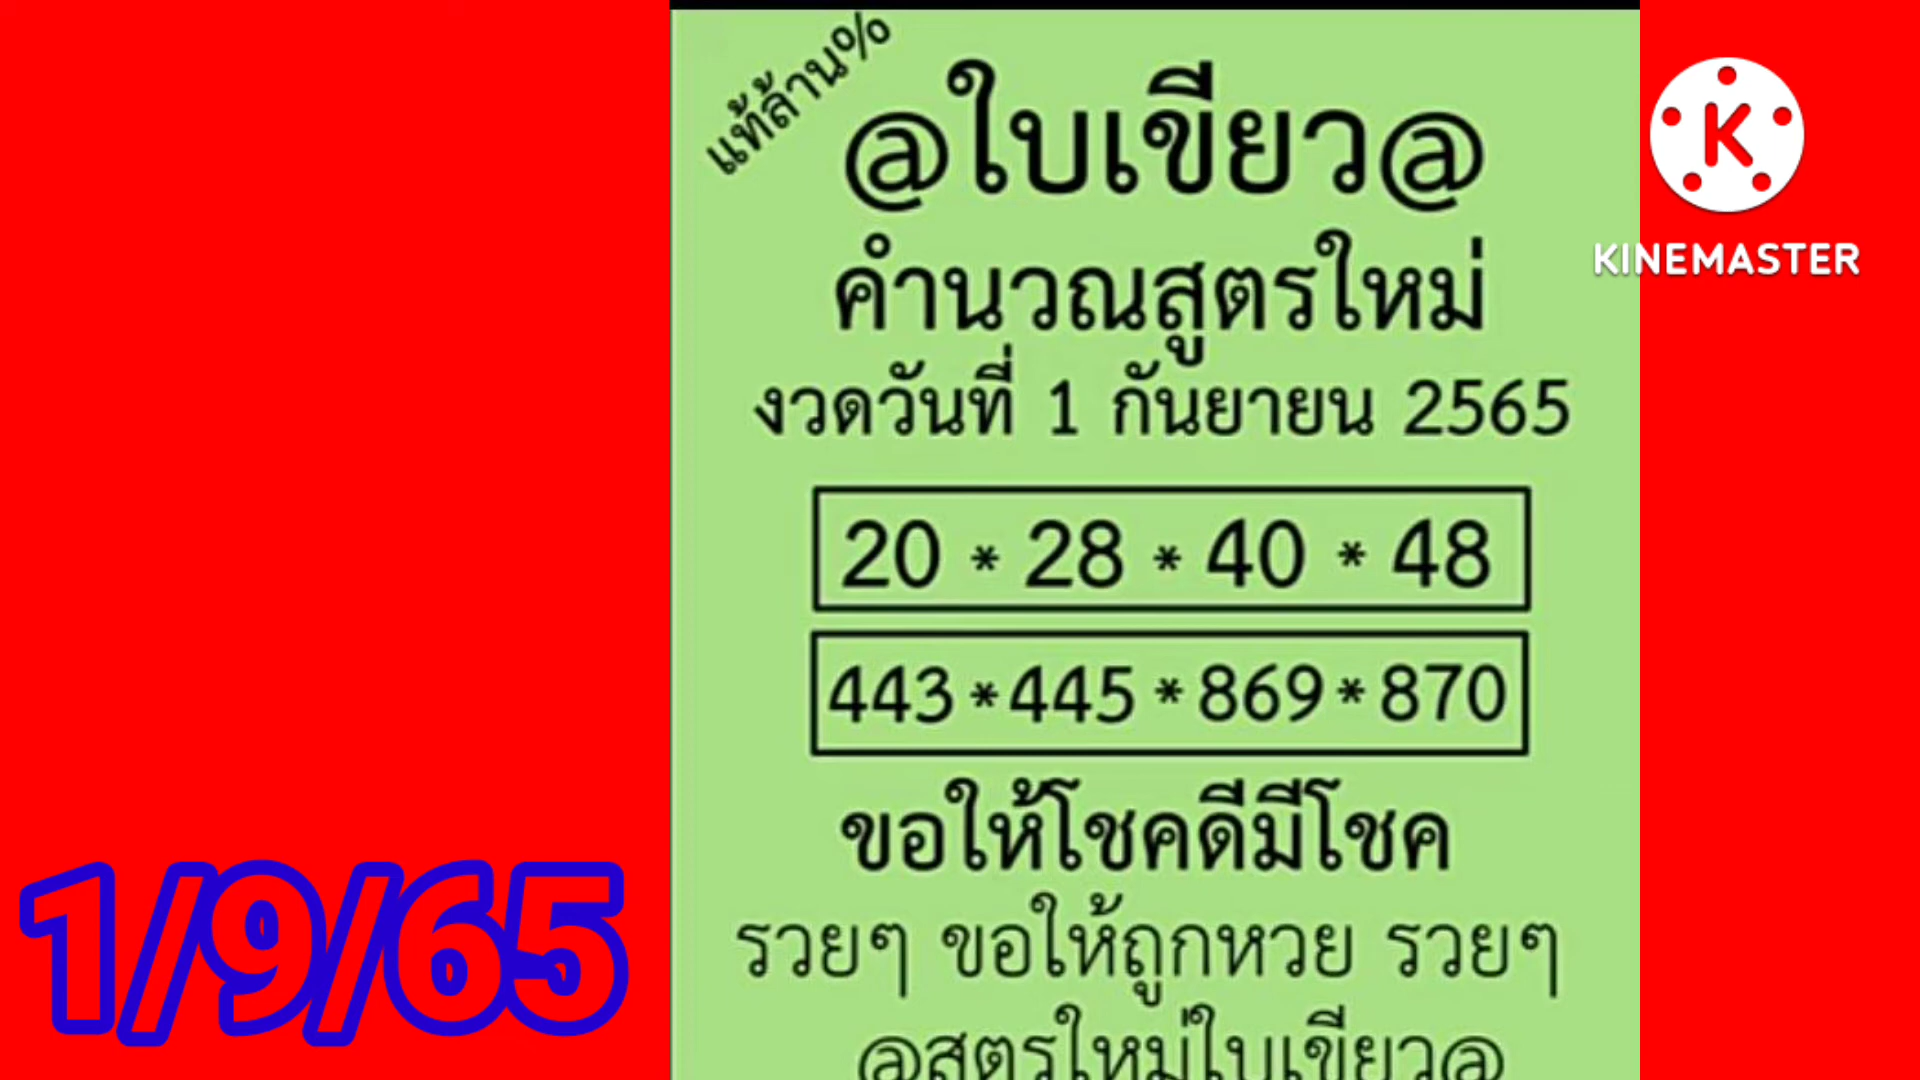 แท้ล้าน%
@ใบเขียว@
คำนวณสูตรใหม่
งวดวันที่ 1 กันยายน 2565
20 * 28 * 40 * 48
443 * 445 * 869 * 870
ขอให้โชคดีมีโชค
รวยๆ ขอให้ถูกหวย รวยๆ
@สูตรใหม่ใบเขียว@
1/9/65
K
KINEMASTER